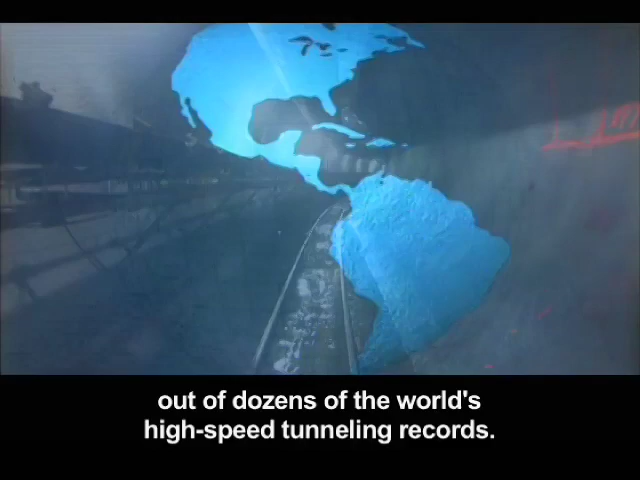 out of dozens of the world's
high-speed tunneling records.